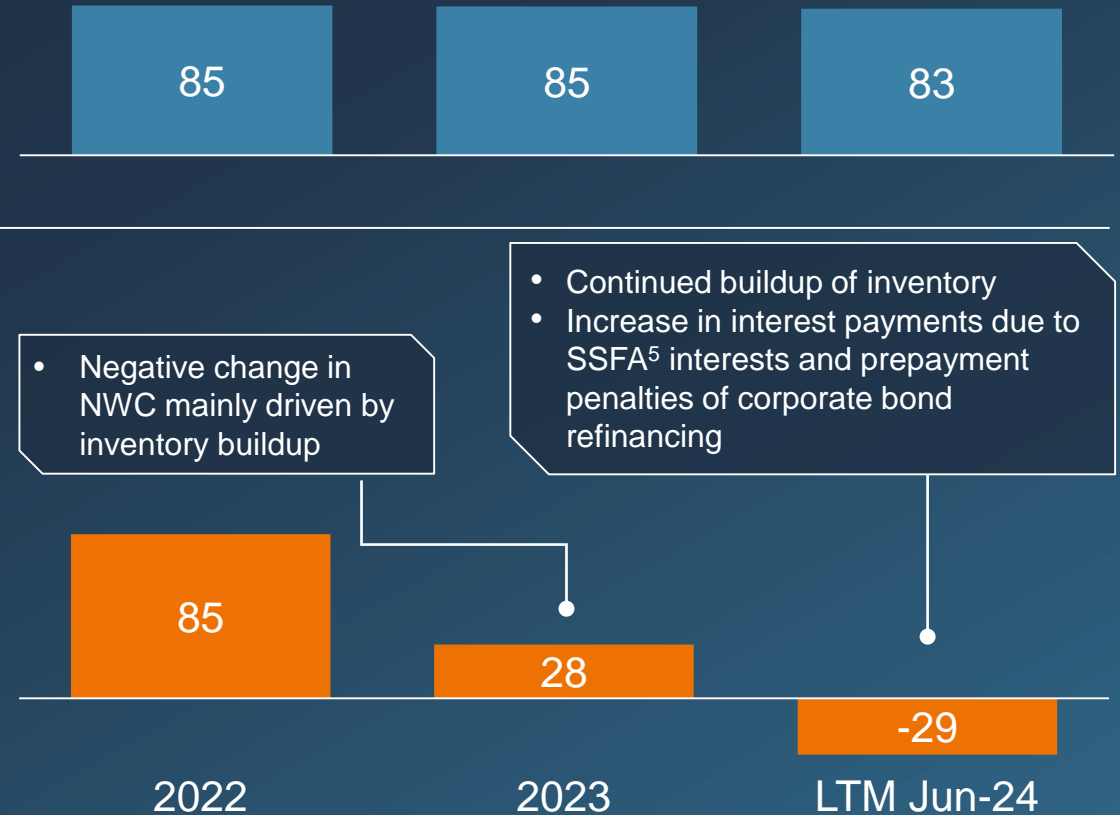 85
85
83
• Negative change in
NWC mainly driven by
inventory buildup
• Continued buildup of inventory
• Increase in interest payments due to
SSFA⁵ interests and prepayment
penalties of corporate bond
refinancing
85
28
-29
2022
2023
LTM Jun-24